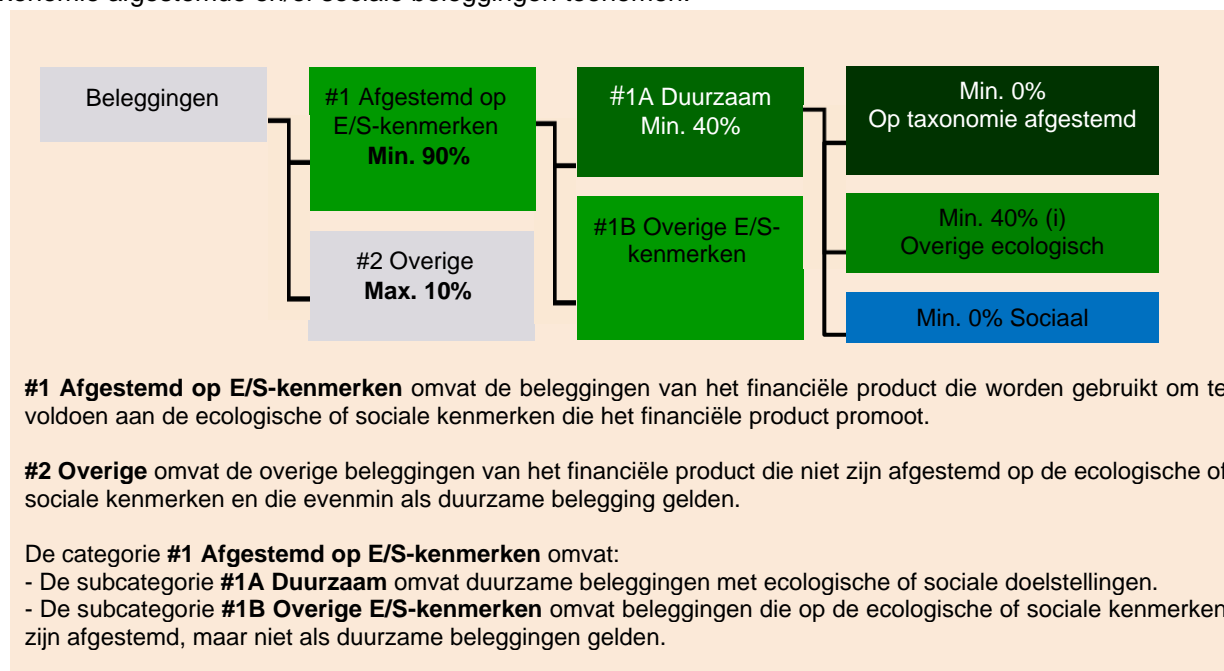 afgestemde en/of sociale beleggingen toenemen.
Beleggingen
#1 Afgestemd op
E/S-kenmerken
Min. 90%
#2 Overige
Max. 10%
#1A Duurzaam
Min. 40%
#1B Overige E/S-
kenmerken
Min. 0%
Op taxonomie afgestemd
Min. 40% (i)
Overige ecologisch
Min. 0% Sociaal
#1 Afgestemd op E/S-kenmerken omvat de beleggingen van het financiële product die worden gebruikt om te
voldoen aan de ecologische of sociale kenmerken die het financiële product promoot.
#2 Overige omvat de overige beleggingen van het financiële product die niet zijn afgestemd op de ecologische of
sociale kenmerken en die evenmin als duurzame belegging gelden.
De categorie #1 Afgestemd op E/S-kenmerken omvat:
- De subcategorie #1A Duurzaam omvat duurzame beleggingen met ecologische of sociale doelstellingen.
- De subcategorie #1B Overige E/S-kenmerken omvat beleggingen die op de ecologische of sociale kenmerken
zijn afgestemd, maar niet als duurzame beleggingen gelden.